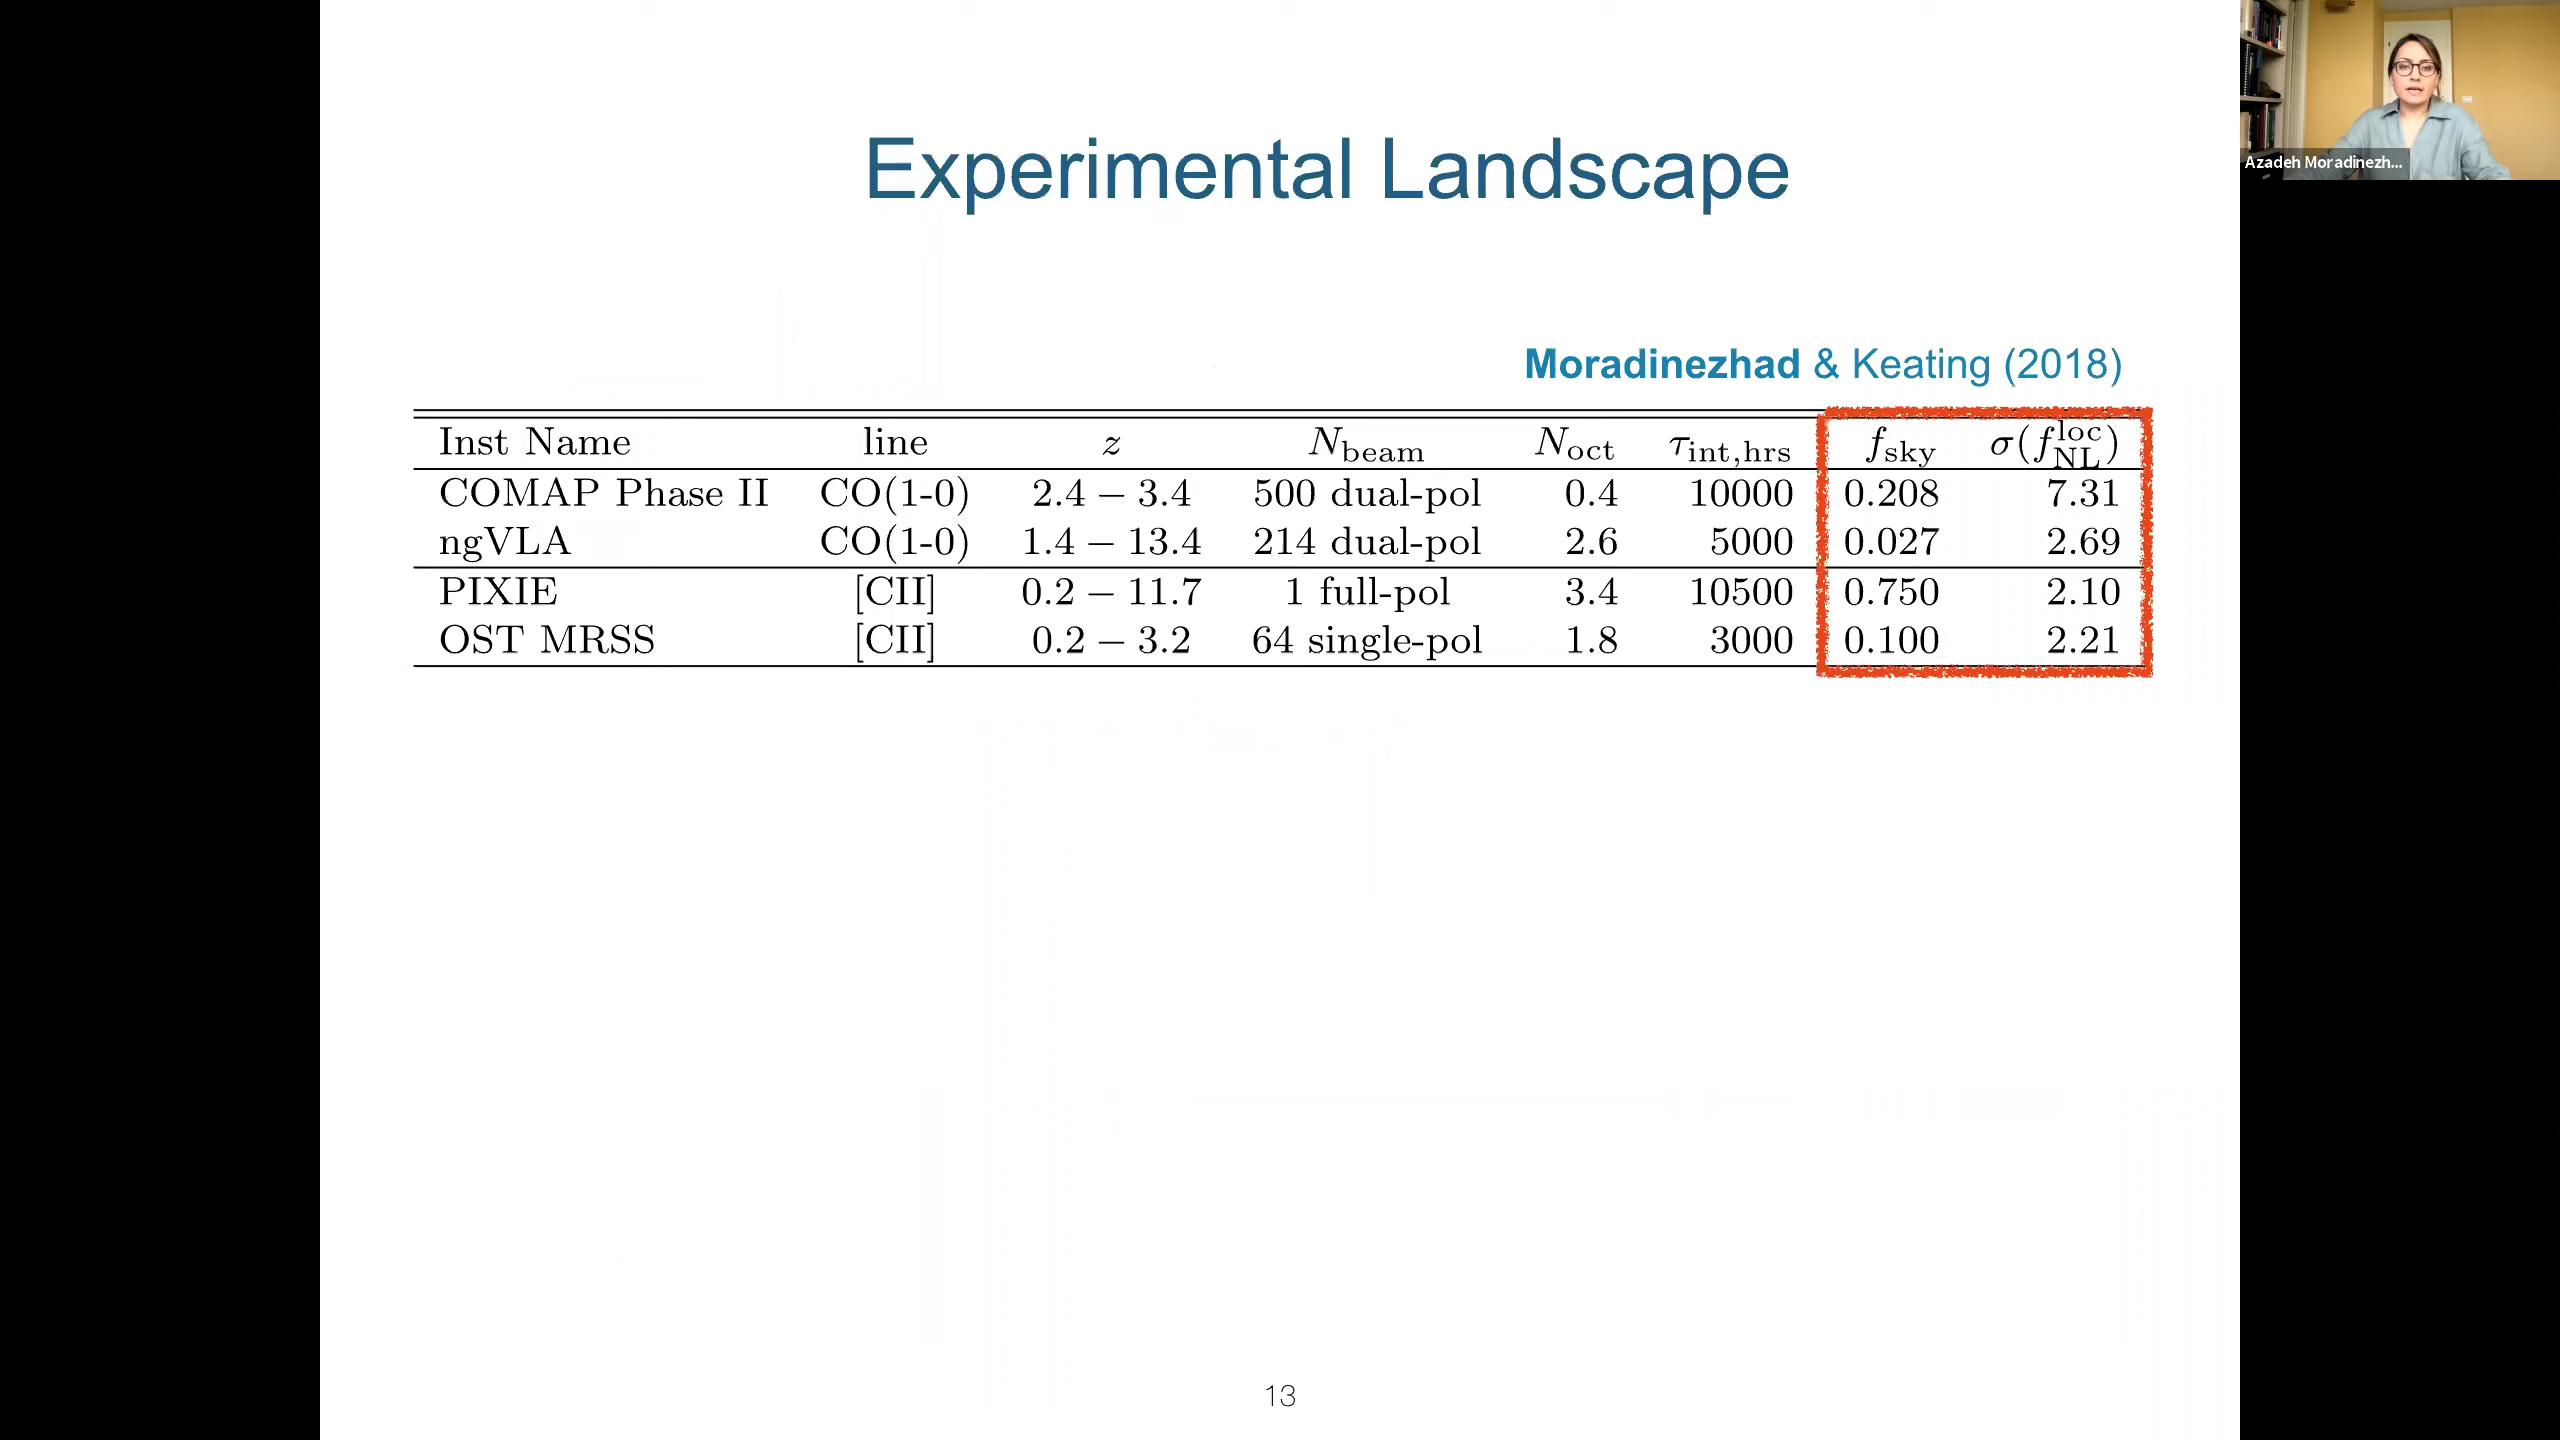 Experimental Landscape
Azadeh Moradinezh...
Moradinezhad & Keating (2018)
Inst Name line z N_beam N_oct τ_int,hrs f_sky σ(f_NL^loc)
COMAP Phase II CO(1-0) 2.4 – 3.4 500 dual-pol 0.4 10000 0.208 7.31
ngVLA CO(1-0) 1.4 – 13.4 214 dual-pol 2.6 5000 0.027 2.69
PIXIE [CII] 0.2 – 11.7 1 full-pol 3.4 10500 0.750 2.10
OST MRSS [CII] 0.2 – 3.2 64 single-pol 1.8 3000 0.100 2.21
13